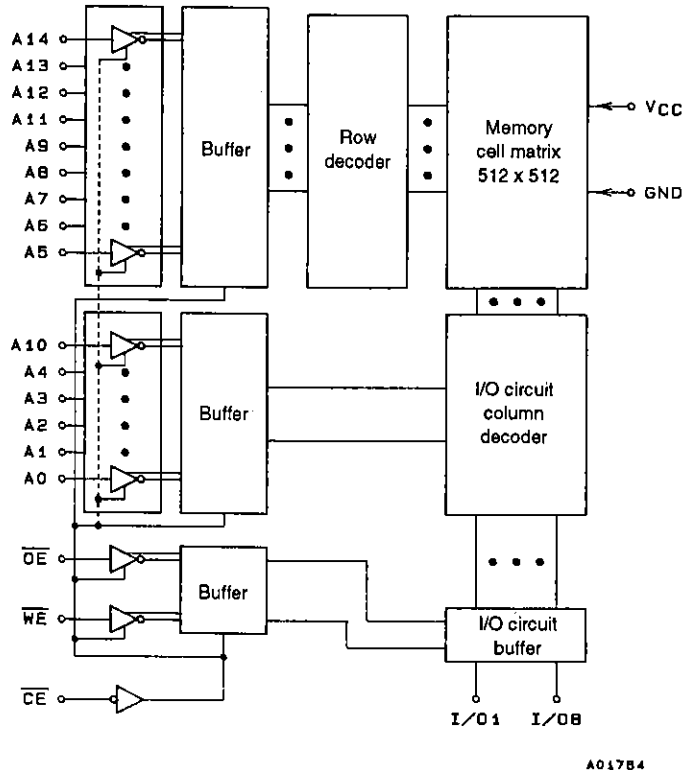 A14
A13
A12
A11
A9
A8
A7
A6
A5
Buffer
Row
decoder
Memory
cell matrix
512 x 512
VCC
GND
A10
A4
A3
A2
A1
A0
Buffer
I/O circuit
column
decoder
OE
WE
CE
Buffer
I/O circuit
buffer
I/O1 I/O8
A01784